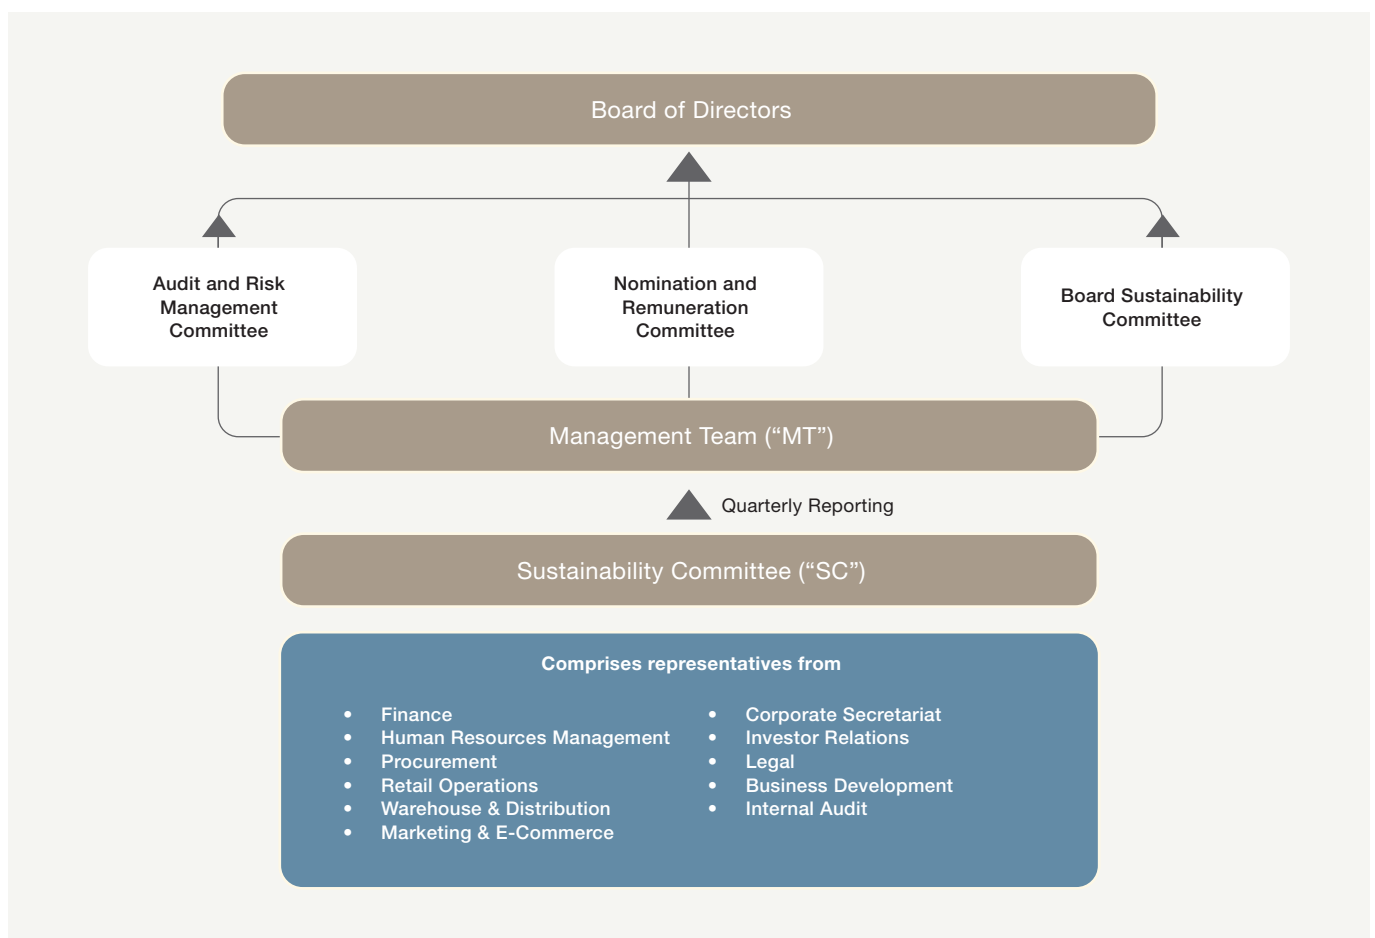 Board of Directors
Audit and Risk
Management
Committee
Nomination and
Remuneration
Committee
Board Sustainability
Committee
Management Team (“MT”)
Quarterly Reporting
Sustainability Committee (“SC”)
Comprises representatives from
• Finance
• Human Resources Management
• Procurement
• Retail Operations
• Warehouse & Distribution
• Marketing & E-Commerce
• Corporate Secretariat
• Investor Relations
• Legal
• Business Development
• Internal Audit